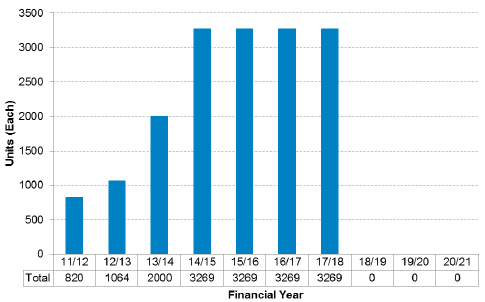 3500
3000
2500
2000
1500
1000
500
0
Units (Each)
11/12 12/13 13/14 14/15 15/16 16/17 17/18 18/19 19/20 20/21
Total 820 1064 2000 3269 3269 3269 3269 0 0 0
Financial Year